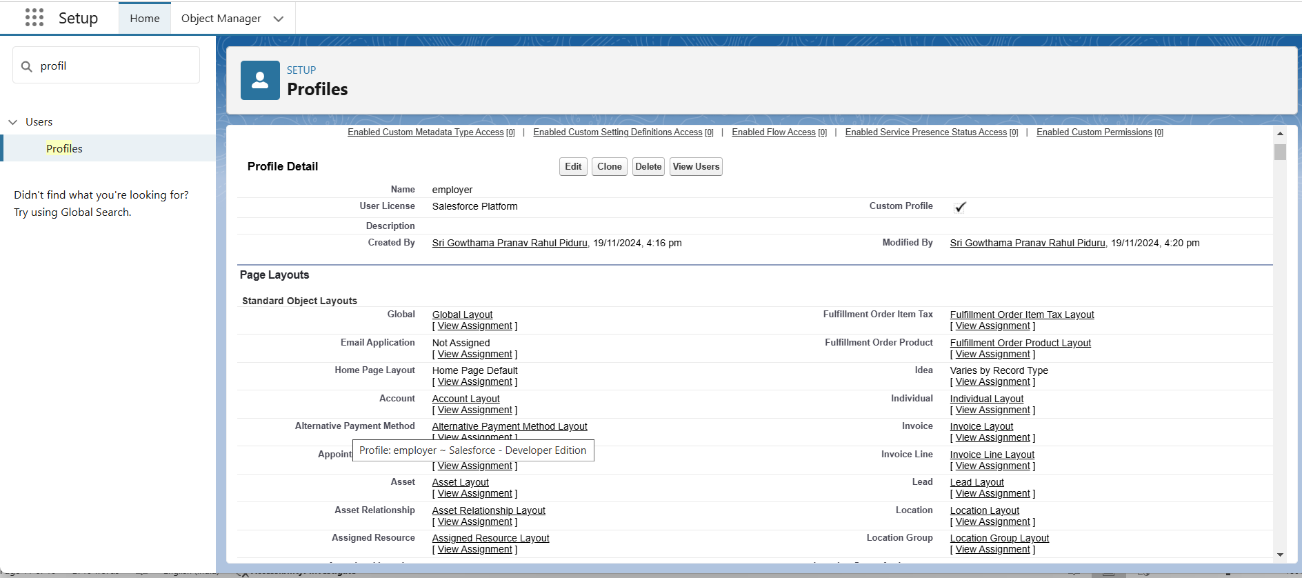 Setup Home Object Manager
profil
Users
Profiles
Didn't find what you're looking for?
Try using Global Search.
SETUP
Profiles
Enabled Custom Metadata Type Access [0] | Enabled Custom Setting Definitions Access [0] | Enabled Flow Access [0] | Enabled Service Presence Status Access [0] | Enabled Custom Permissions [0]
Profile Detail Edit Clone Delete View Users
Name employer
User License Salesforce Platform Custom Profile
Description
Created By Sri Gowthama Pranav Rahul Piduru, 19/11/2024, 4:16 pm Modified By Sri Gowthama Pranav Rahul Piduru, 19/11/2024, 4:20 pm
Page Layouts
Standard Object Layouts
Global Global Layout Fulfillment Order Item Tax Fulfillment Order Item Tax Layout
[ View Assignment ] [ View Assignment ]
Email Application Not Assigned Fulfillment Order Product Fulfillment Order Product Layout
[ View Assignment ] [ View Assignment ]
Home Page Layout Home Page Default Idea Varies by Record Type
[ View Assignment ] [ View Assignment ]
Account Account Layout Individual Individual Layout
[ View Assignment ] [ View Assignment ]
Alternative Payment Method Alternative Payment Method Layout Invoice Invoice Layout
[ View Assignment ] [ View Assignment ]
Profile: employer ~ Salesforce - Developer Edition
Invoice Line Invoice Line Layout
[ View Assignment ] [ View Assignment ]
Asset Asset Layout Lead Lead Layout
[ View Assignment ] [ View Assignment ]
Asset Relationship Asset Relationship Layout Location Location Layout
[ View Assignment ] [ View Assignment ]
Assigned Resource Assigned Resource Layout Location Group Location Group Layout
[ View Assignment ] [ View Assignment ]